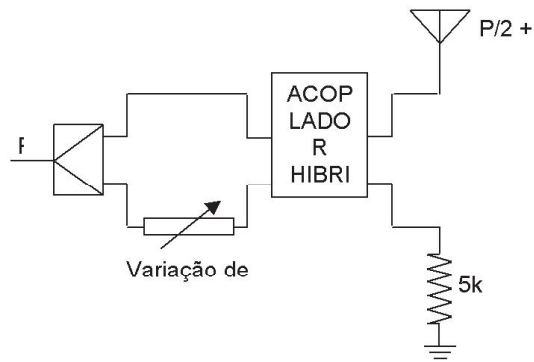 P/2 +
ACOP
LADO
R
HIBRI
Variação de
5k